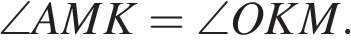 ∠AMK = ∠OKM.